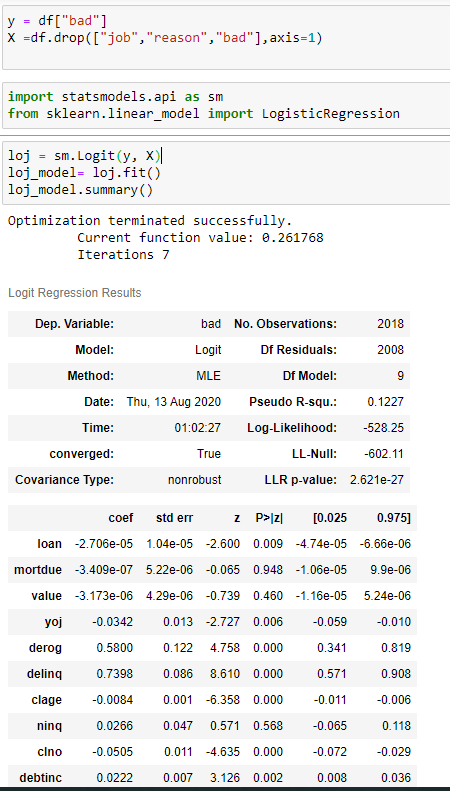 y = df["bad"]
X =df.drop(["job","reason","bad"],axis=1)
import statsmodels.api as sm
from sklearn.linear_model import LogisticRegression
loj = sm.Logit(y, X)
loj_model= loj.fit()
loj_model.summary()
Optimization terminated successfully.
Current function value: 0.261768
Iterations 7
Logit Regression Results
Dep. Variable: bad No. Observations: 2018
Model: Logit Df Residuals: 2008
Method: MLE Df Model: 9
Date: Thu, 13 Aug 2020 Pseudo R-squ.: 0.1227
Time: 01:02:27 Log-Likelihood: -528.25
converged: True LL-Null: -602.11
Covariance Type: nonrobust LLR p-value: 2.621e-27
coef std err z P>|z| [0.025 0.975]
loan -2.706e-05 1.04e-05 -2.600 0.009 -4.74e-05 -6.66e-06
mortdue -3.409e-07 5.22e-06 -0.065 0.948 -1.06e-05 9.9e-06
value -3.173e-06 4.29e-06 -0.739 0.460 -1.16e-05 5.24e-06
yoj -0.0342 0.013 -2.727 0.006 -0.059 -0.010
derog 0.5800 0.122 4.758 0.000 0.341 0.819
delinq 0.7398 0.086 8.610 0.000 0.571 0.908
clage -0.0084 0.001 -6.358 0.000 -0.011 -0.006
ninq 0.0266 0.047 0.571 0.568 -0.065 0.118
clno -0.0505 0.011 -4.635 0.000 -0.072 -0.029
debtinc 0.0222 0.007 3.126 0.002 0.008 0.036